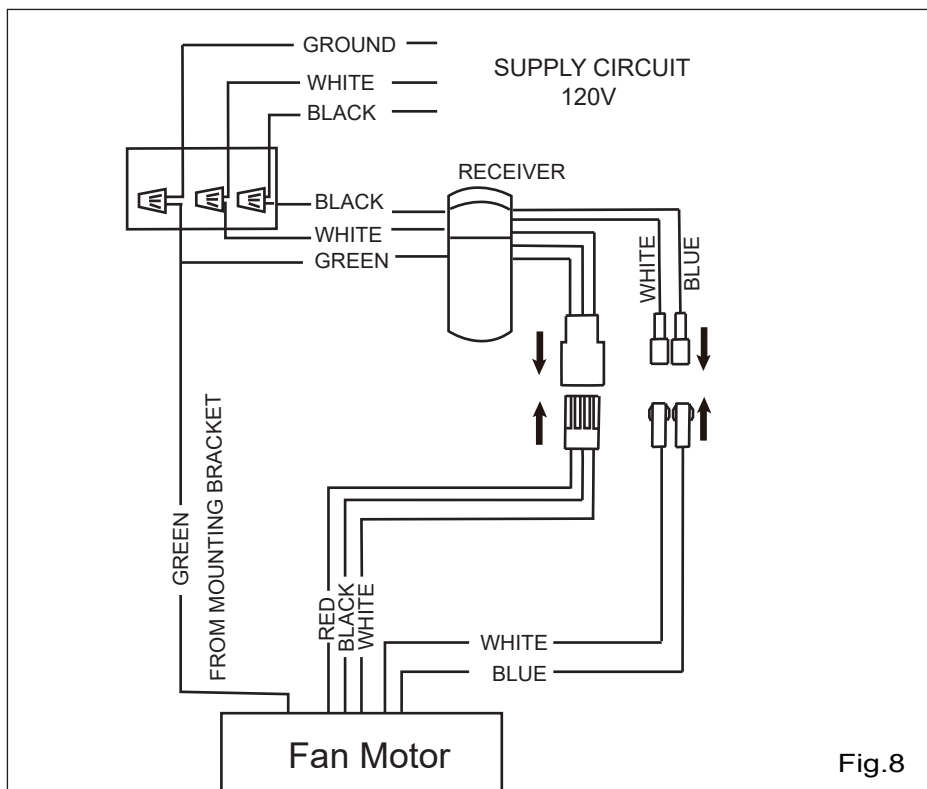 GROUND
WHITE
BLACK
SUPPLY CIRCUIT
120V
RECEIVER
BLACK
WHITE
GREEN
WHITE
BLUE
GREEN
FROM MOUNTING BRACKET
RED
BLACK
WHITE
WHITE
BLUE
Fan Motor
Fig.8